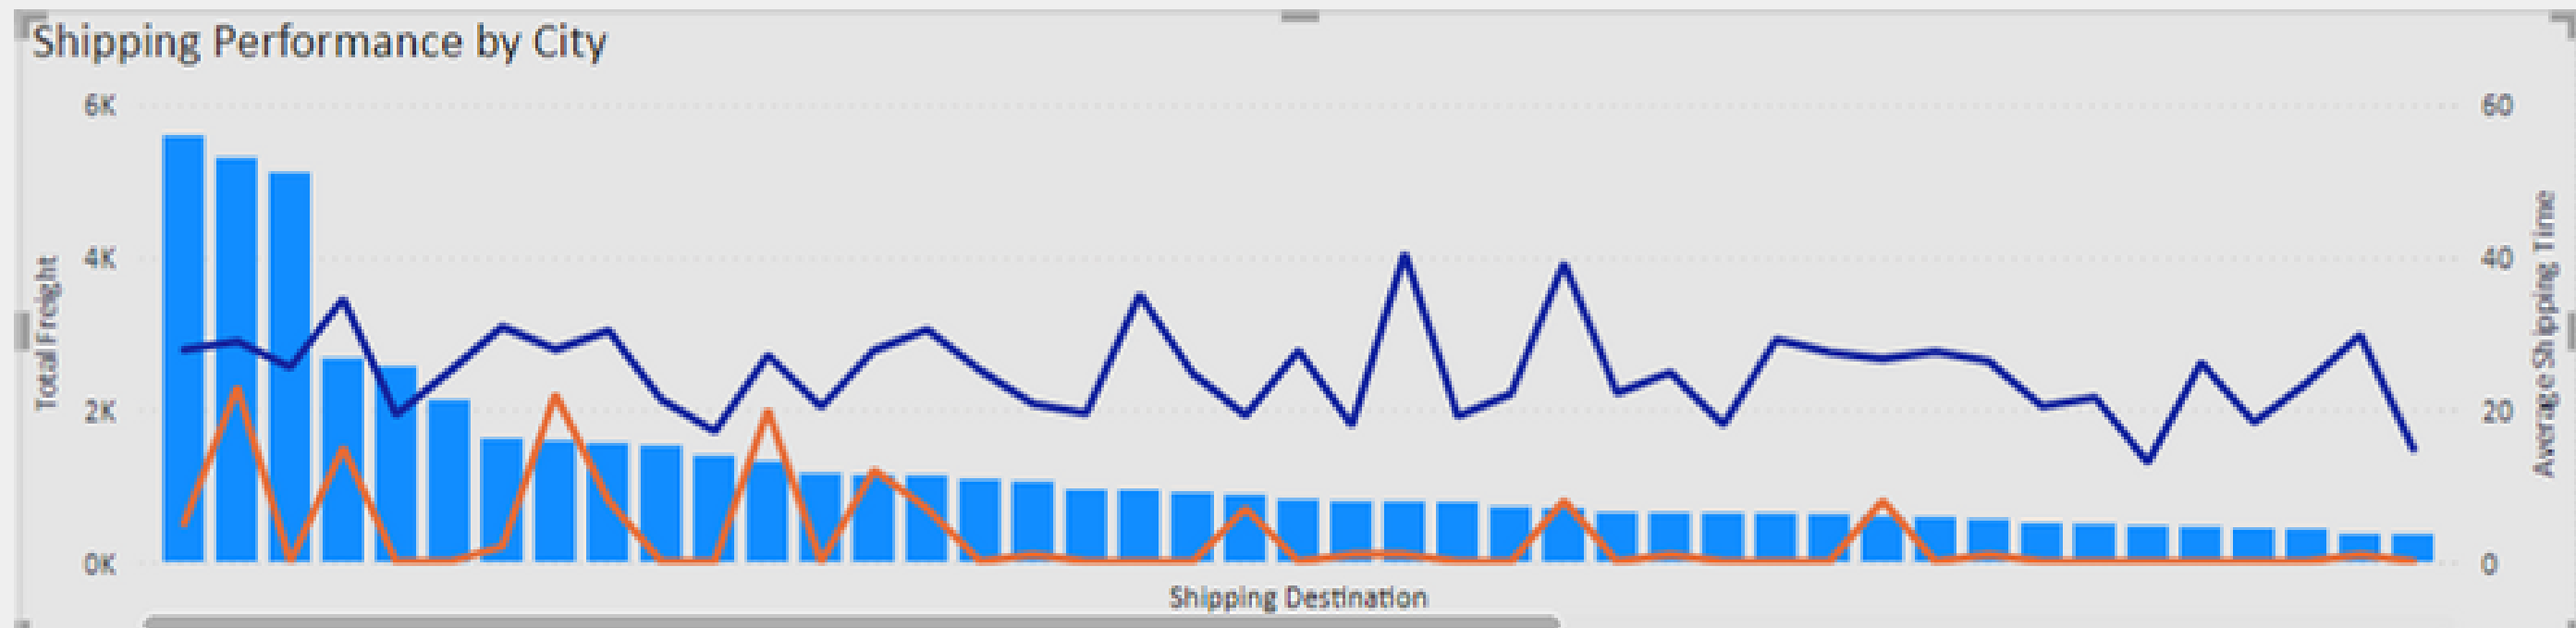 Shipping Performance by City
6K
60
4K
40
2K
20
0K
0
Total Freight
Average Shipping Time
Shipping Destination